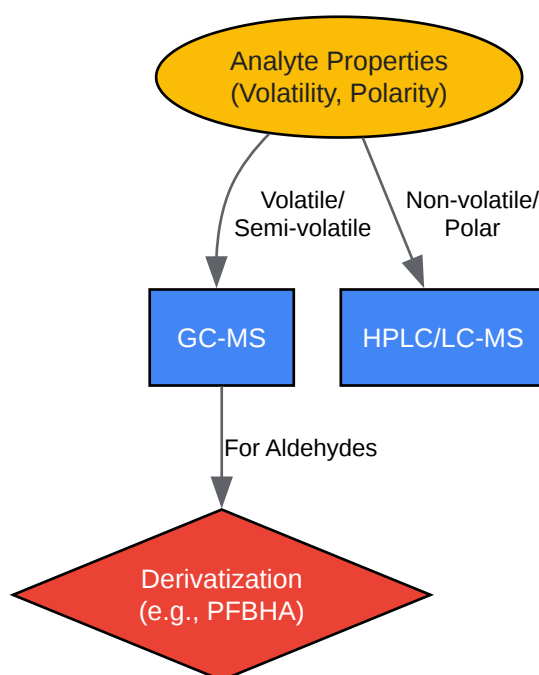 Analyte Properties
(Volatility, Polarity)
Volatile/
Semi-volatile
Non-volatile/
Polar
GC-MS
HPLC/LC-MS
For Aldehydes
Derivatization
(e.g., PFBHA)